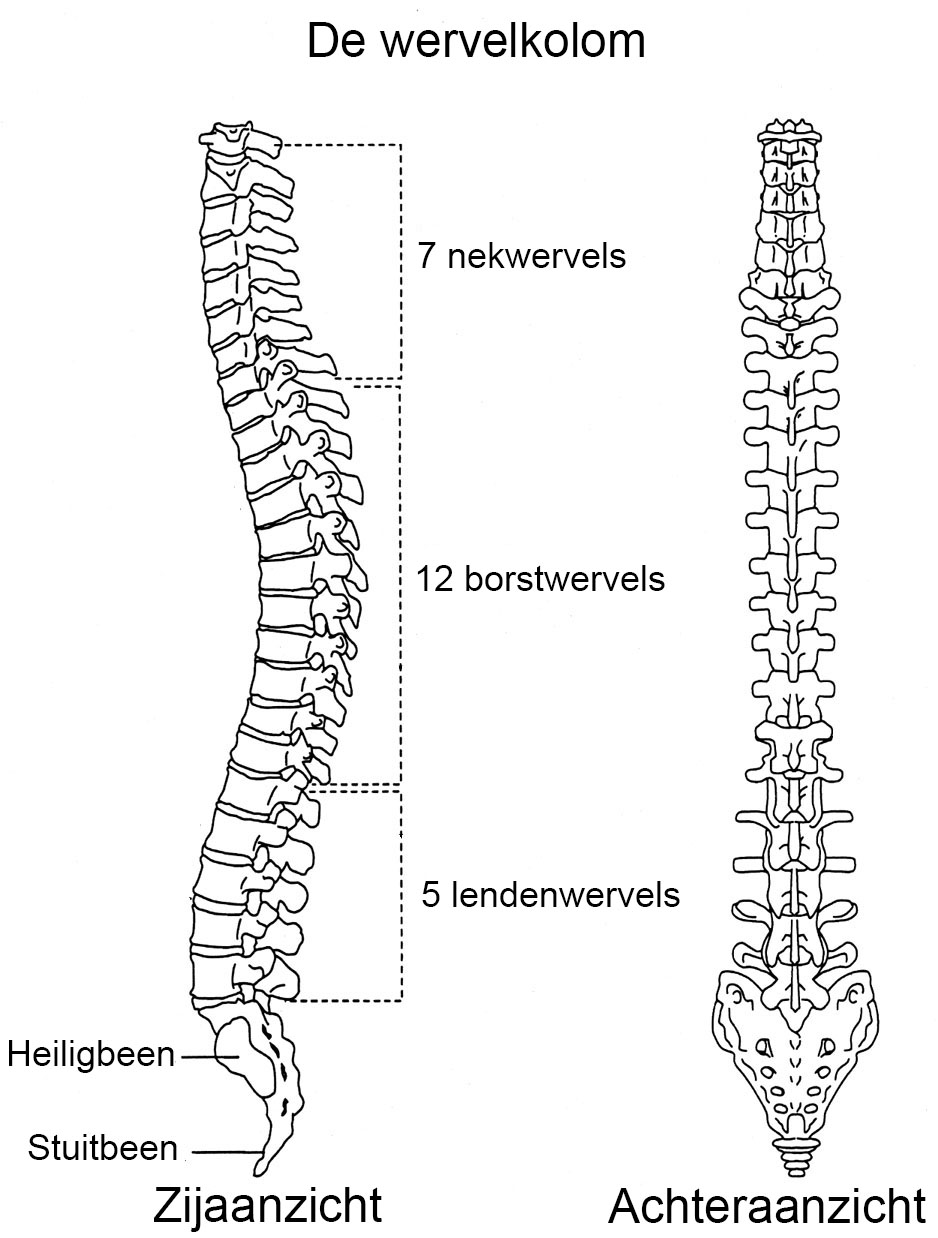 De wervelkolom
7 nekwervels
12 borstwervels
5 lendenwervels
Heiligbeen
Stuitbeen
Zijaanzicht
Achteraanzicht